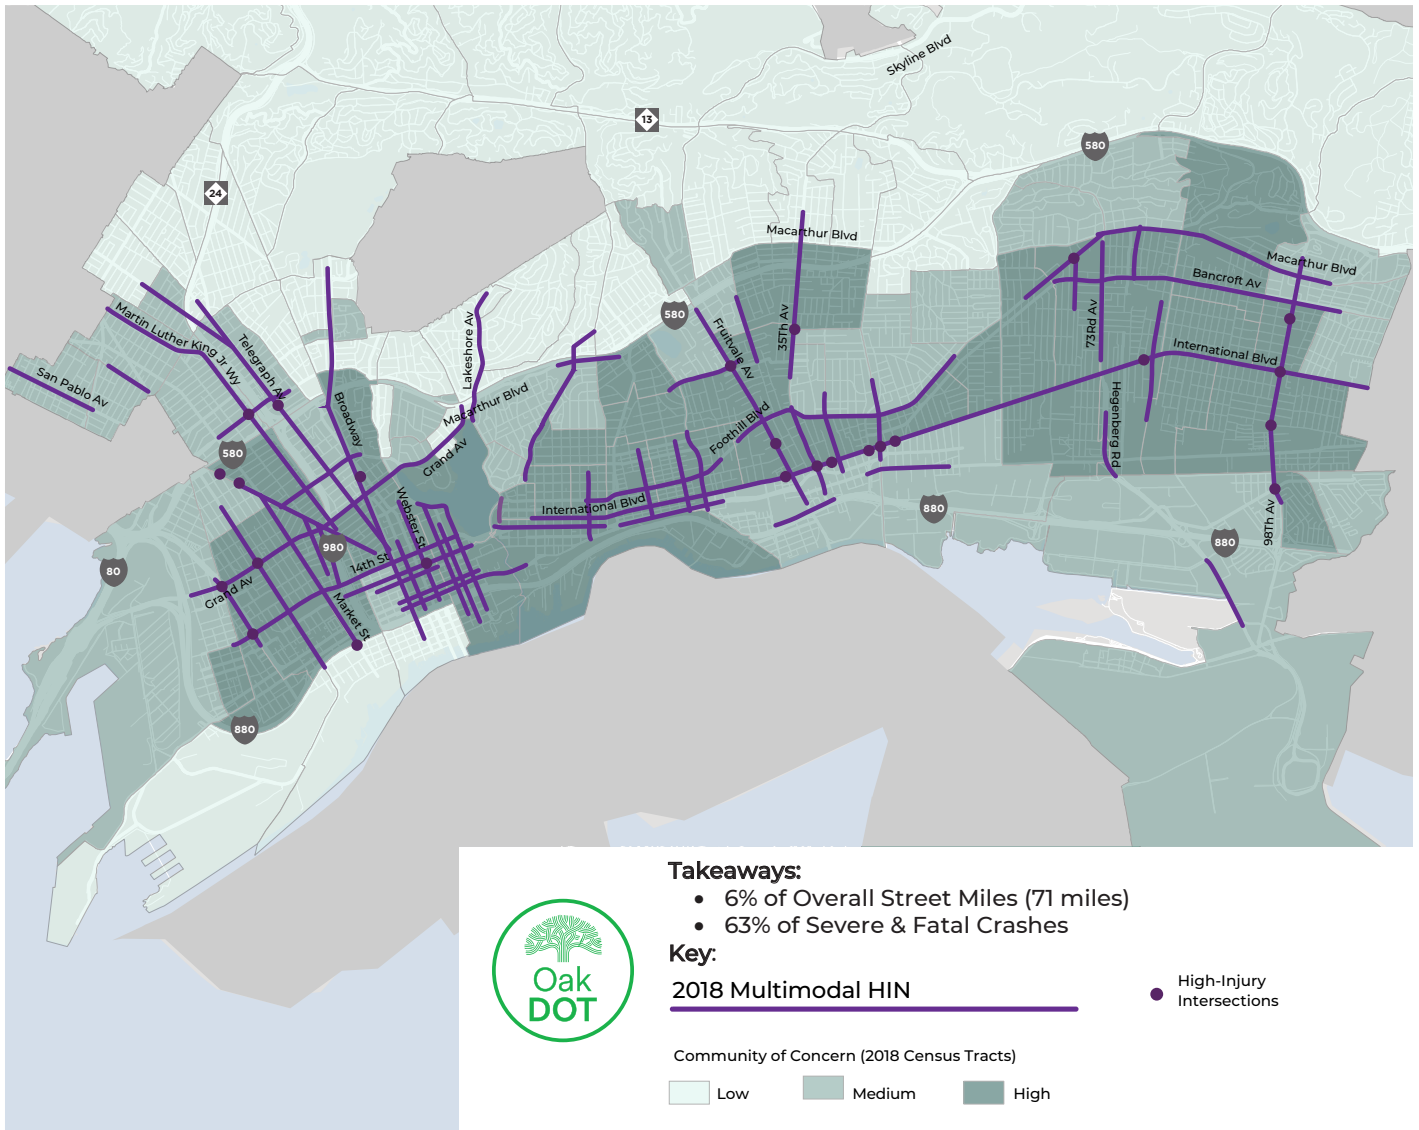 Skyline Blvd
13
580
24
Macarthur Blvd
Macarthur Blvd
Bancroft Av
580
Fruitvale Av
35Th Av
73Rd Av
International Blvd
Lakeshore Av
Martin Luther King Jr Wy
Telegraph Av
San Pablo Av
Broadway
Macarthur Blvd
Grand Av
Foothill Blvd
Hegenberg Rd
580
Webster St
International Blvd
880
98Th Av
880
980
14th St
80
Grand Av
Market St
880
Takeaways:
• 6% of Overall Street Miles (71 miles)
• 63% of Severe & Fatal Crashes
Key:
2018 Multimodal HIN
High-Injury
Intersections
Oak
DOT
Community of Concern (2018 Census Tracts)
Low
Medium
High